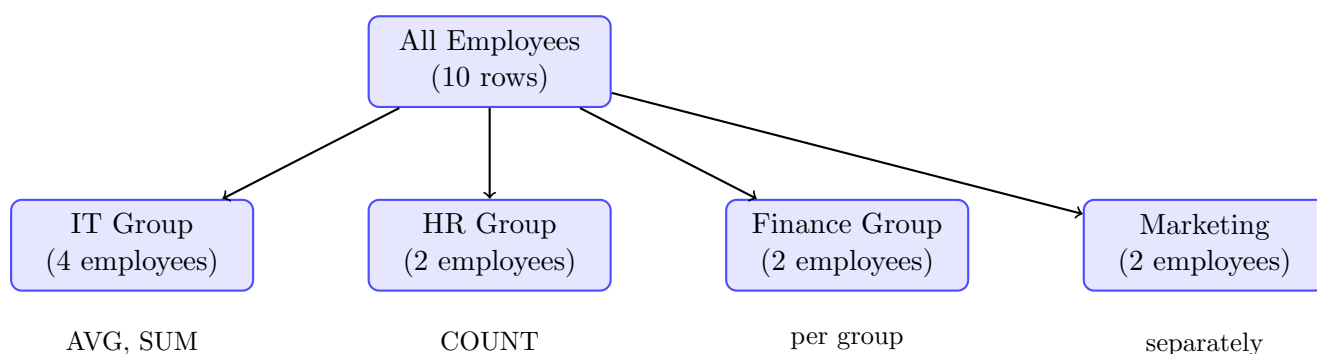 All Employees
(10 rows)
IT Group
(4 employees)
HR Group
(2 employees)
Finance Group
(2 employees)
Marketing
(2 employees)
AVG, SUM
COUNT
per group
separately